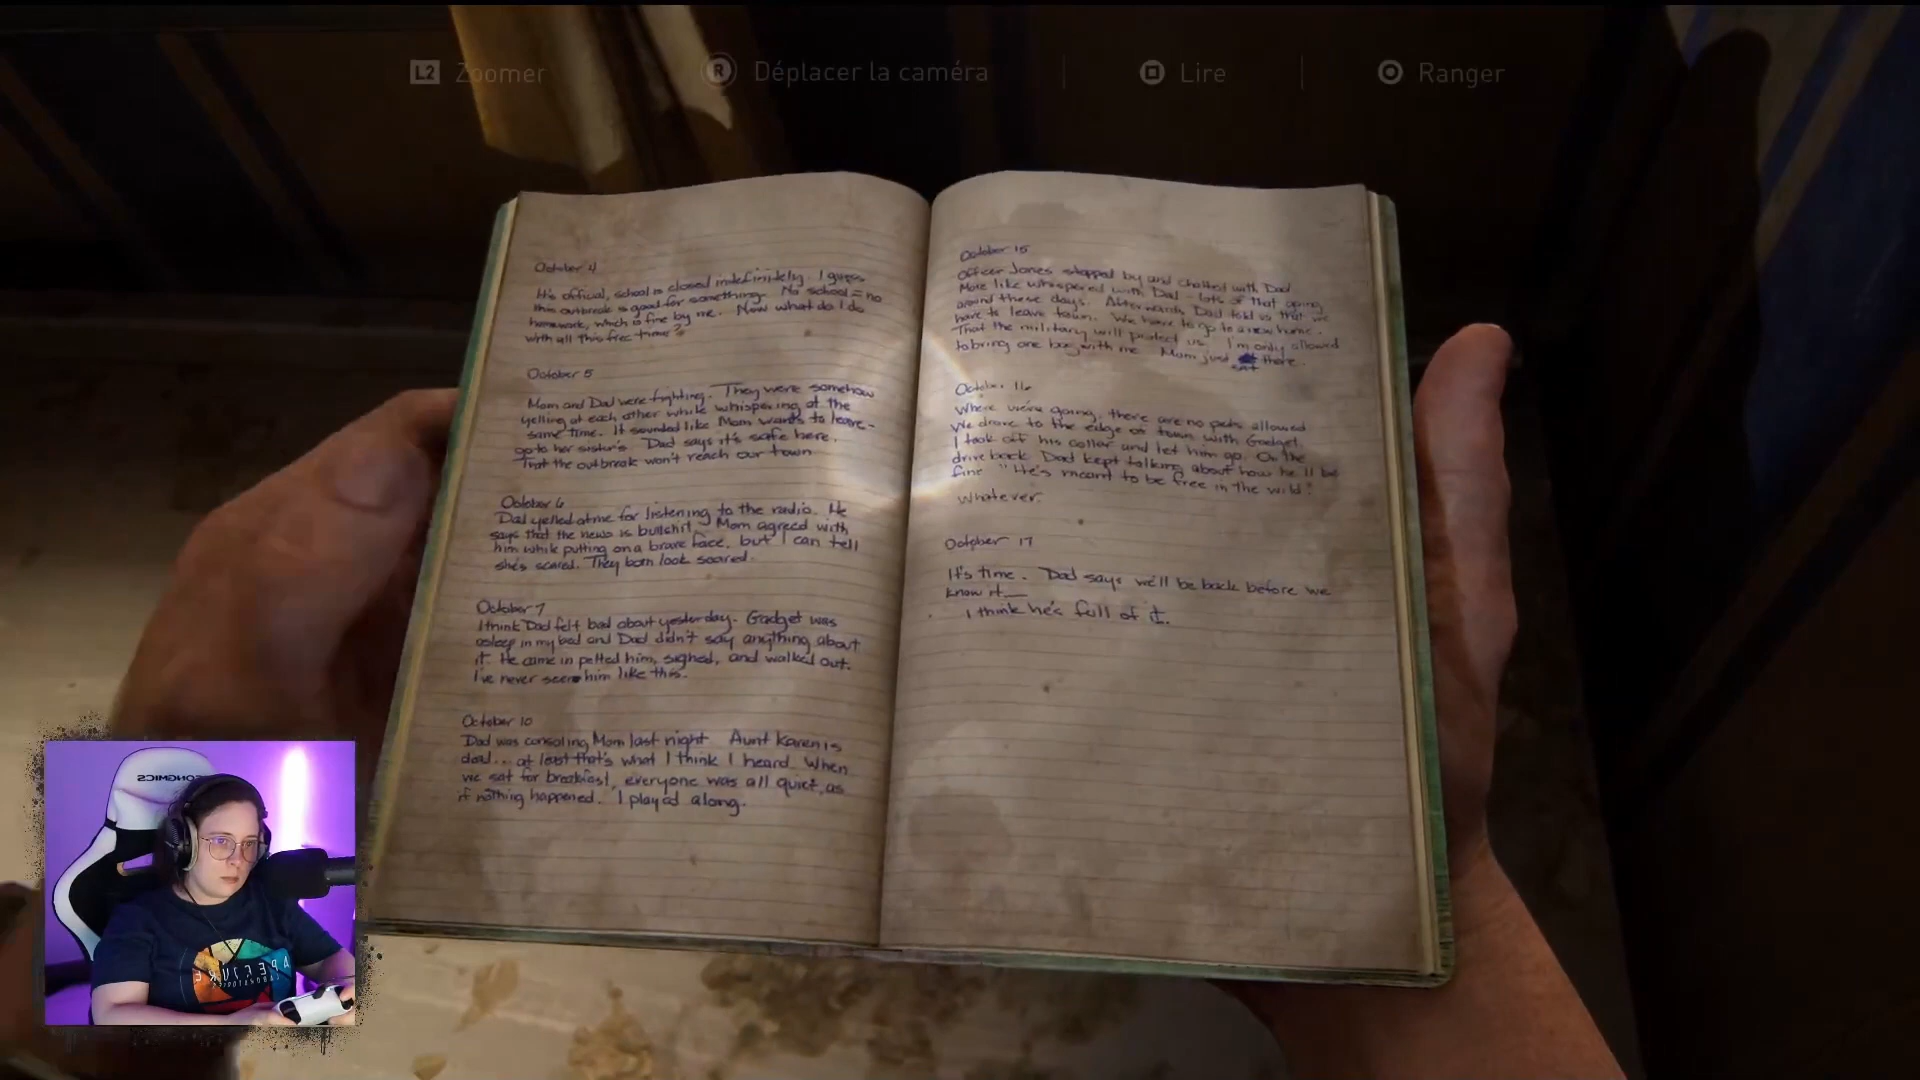 L2 Zoomer
R Déplacer la caméra
Lire
Ranger
October 4
It's official, school is closed indefinitely. I guess
this outbreak is good for something. No school = no
homework, which is fine by me. Now what do I do
with all this free time?
October 5
Mom and Dad were fighting. They were somehow
yelling at each other while whispering at the
same time. It sounded like Mom wants to leave -
go to her sister's. Dad says it's safe here.
That the outbreak won't reach our town
October 6
Dad yelled at me for listening to the radio. He
says that the news is bullshit. Mom agreed with
him while putting on a brave face, but I can tell
she's scared. They both look scared.
October 7
I think Dad felt bad about yesterday. Gadget was
asleep in my bed and Dad didn't say anything about
it. He came in petted him, sighed, and walked out.
I've never seen him like this.
October 10
Dad was consoling Mom last night Aunt Karen is
dead... at least that's what I think I heard. When
we sat for breakfast, everyone was all quiet, as
if nothing happened. I played along.
October 15
Officer Jones stopped by and chatted with Dad
More like whispered with Dad - lots of that going
around these days. Afterwards Dad told us that we
have to leave town. We have to go to a new home.
That the military will protect us. I'm only allowed
to bring one bag with me. Mom just sat there.
October 16
Where we're going, there are no pets allowed
We drove to the edge of town with Gadget.
I took off his collar and let him go. On the
drive back Dad kept talking about how he'll be
fine "He's meant to be free in the wild."
Whatever.
October 17
It's time. Dad says we'll be back before we
know it
I think he's full of it.
SONGMICS
APERTURE
LABORATORIES